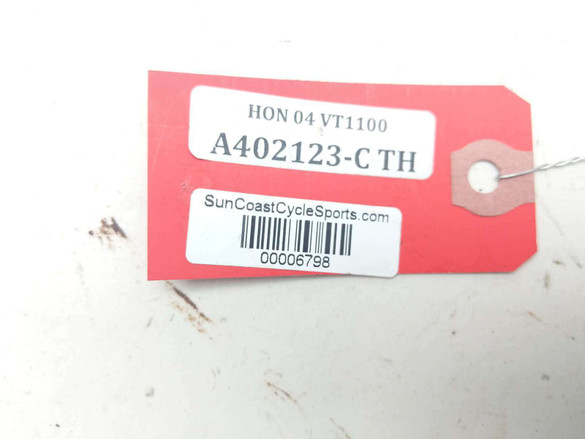 HON 04 VT1100
A402123-C TH
SunCoastCycleSports.com
00006798